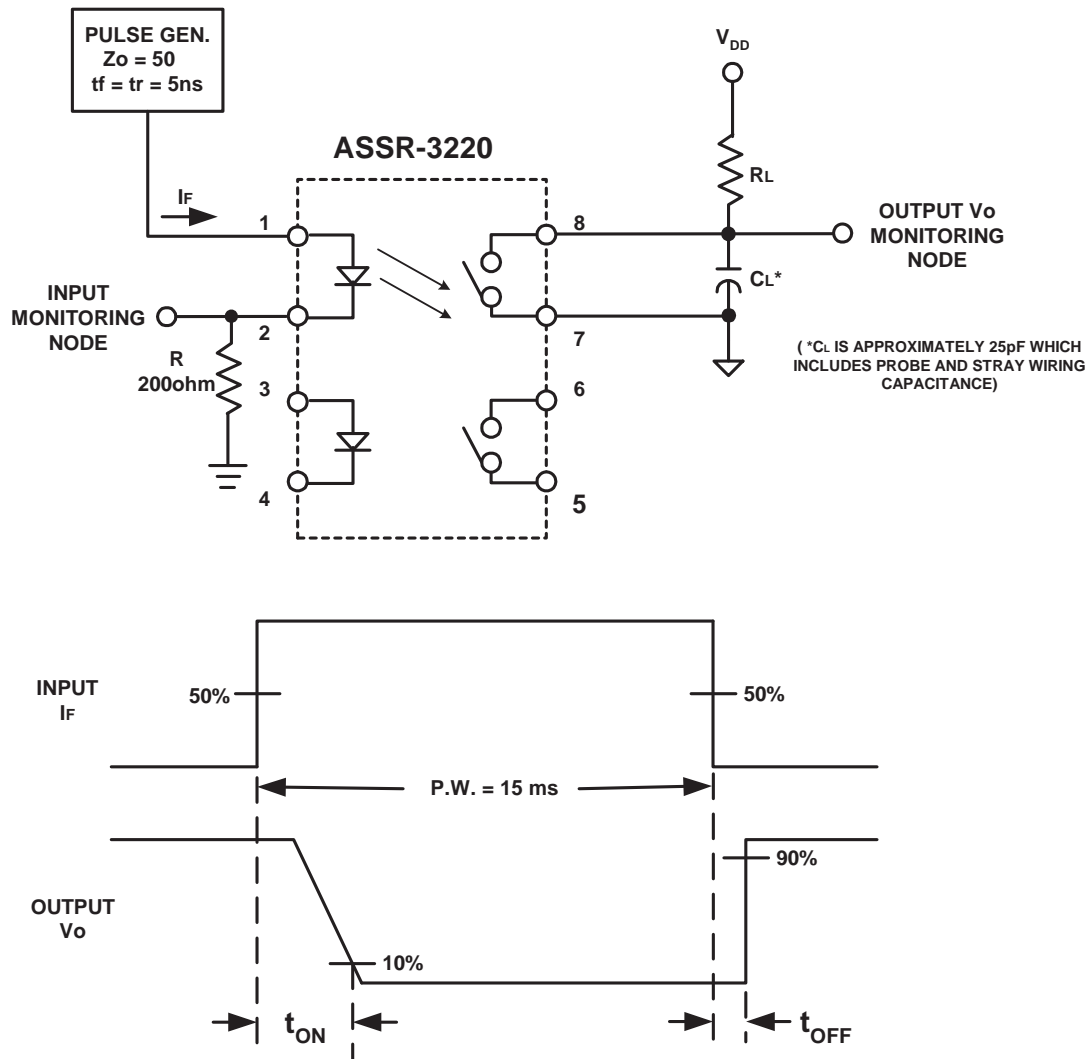 PULSE GEN.
Zo = 50
tf = tr = 5ns
VDD
ASSR-3220
RL
IF
1
8
OUTPUT Vo
MONITORING
NODE
CL*
INPUT
MONITORING
NODE
2
7
( *CL IS APPROXIMATELY 25pF WHICH
INCLUDES PROBE AND STRAY WIRING
CAPACITANCE)
R
200ohm
3
6
4
5
INPUT
IF
50%
50%
P.W. = 15 ms
90%
OUTPUT
Vo
10%
tON
tOFF